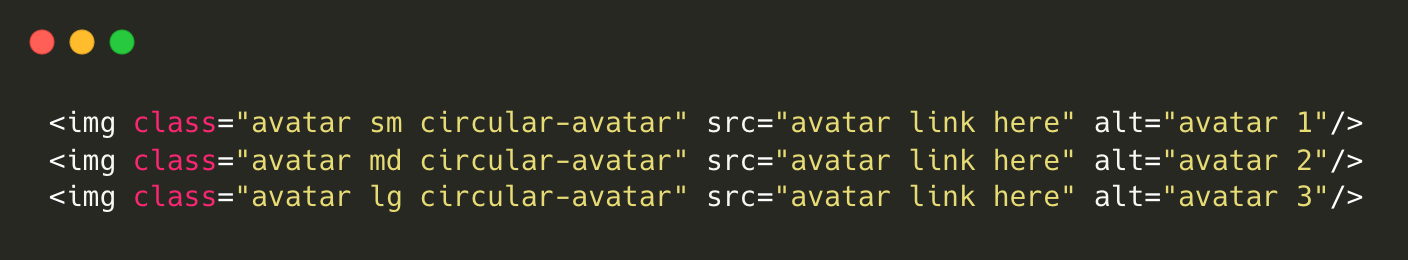 <img class="avatar sm circular-avatar" src="avatar link here" alt="avatar 1"/>
<img class="avatar md circular-avatar" src="avatar link here" alt="avatar 2"/>
<img class="avatar lg circular-avatar" src="avatar link here" alt="avatar 3"/>